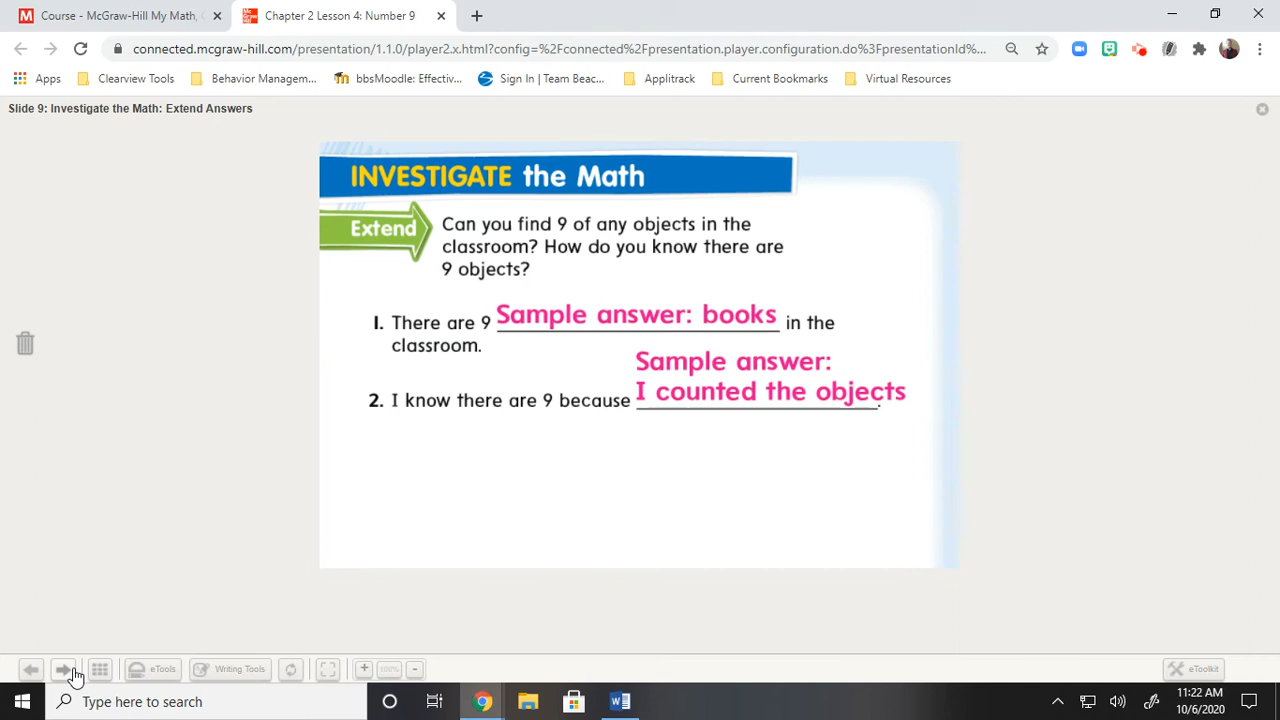 Course - McGraw-Hill My Math,
Chapter 2 Lesson 4: Number 9
connected.mcgraw-hill.com/presentation/1.1.0/player2.x.html?config=%2Fconnected%2Fpresentation.player.configuration.do%3FpresentationId%...
Apps
Clearview Tools
Behavior Managem...
bbsMoodle: Effectiv...
Sign In | Team Beac...
Applitrack
Current Bookmarks
Virtual Resources
Slide 9: Investigate the Math: Extend Answers
INVESTIGATE the Math
Extend
Can you find 9 of any objects in the
classroom? How do you know there are
9 objects?
1. There are 9 Sample answer: books in the
classroom.
Sample answer:
2. I know there are 9 because I counted the objects.
eTools
Writing Tools
100%
eToolkit
Type here to search
11:22 AM
10/6/2020